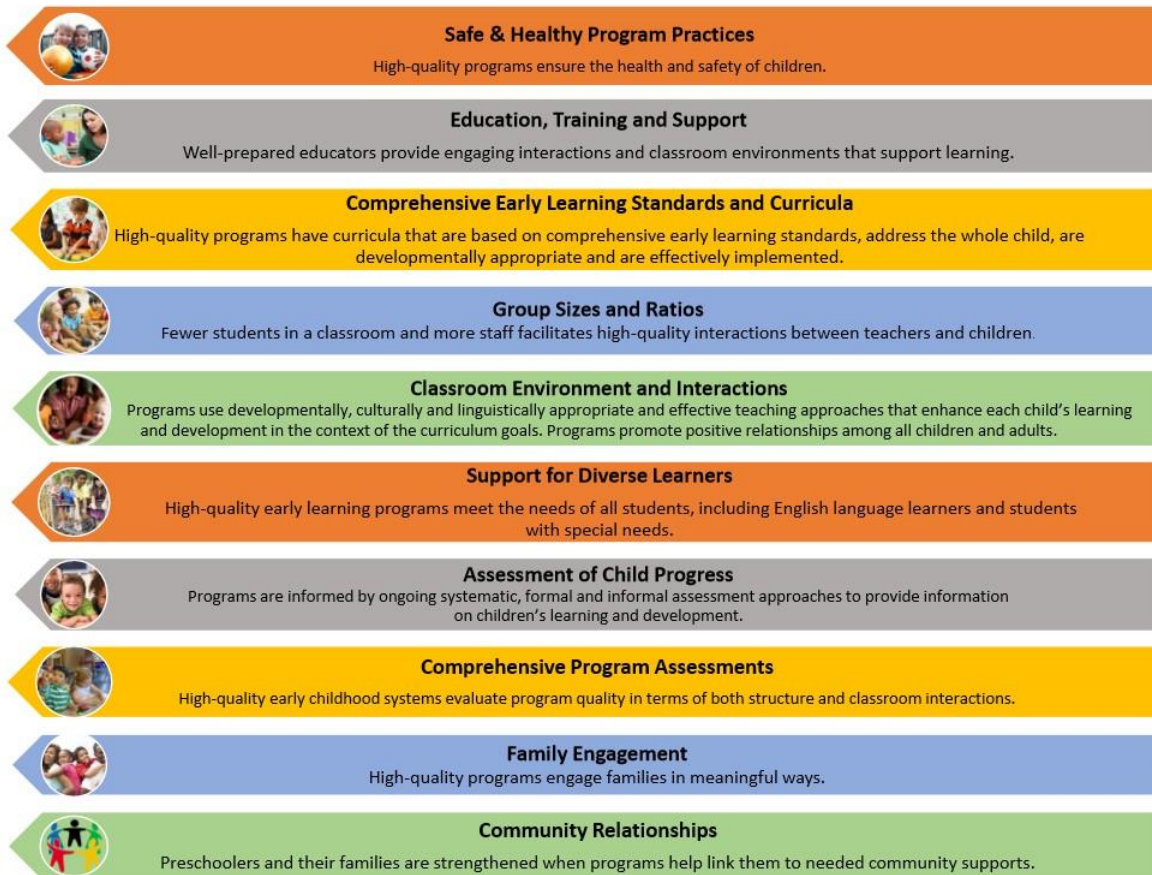 Safe & Healthy Program Practices
High-quality programs ensure the health and safety of children.
Education, Training and Support
Well-prepared educators provide engaging interactions and classroom environments that support learning.
Comprehensive Early Learning Standards and Curricula
High-quality programs have curricula that are based on comprehensive early learning standards, address the whole child, are
developmentally appropriate and are effectively implemented.
Group Sizes and Ratios
Fewer students in a classroom and more staff facilitates high-quality interactions between teachers and children.
Classroom Environment and Interactions
Programs use developmentally, culturally and linguistically appropriate and effective teaching approaches that enhance each child’s learning
and development in the context of the curriculum goals. Programs promote positive relationships among all children and adults.
Support for Diverse Learners
High-quality early learning programs meet the needs of all students, including English language learners and students
with special needs.
Assessment of Child Progress
Programs are informed by ongoing systematic, formal and informal assessment approaches to provide information
on children’s learning and development.
Comprehensive Program Assessments
High-quality early childhood systems evaluate program quality in terms of both structure and classroom interactions.
Family Engagement
High-quality programs engage families in meaningful ways.
Community Relationships
Preschoolers and their families are strengthened when programs help link them to needed community supports.